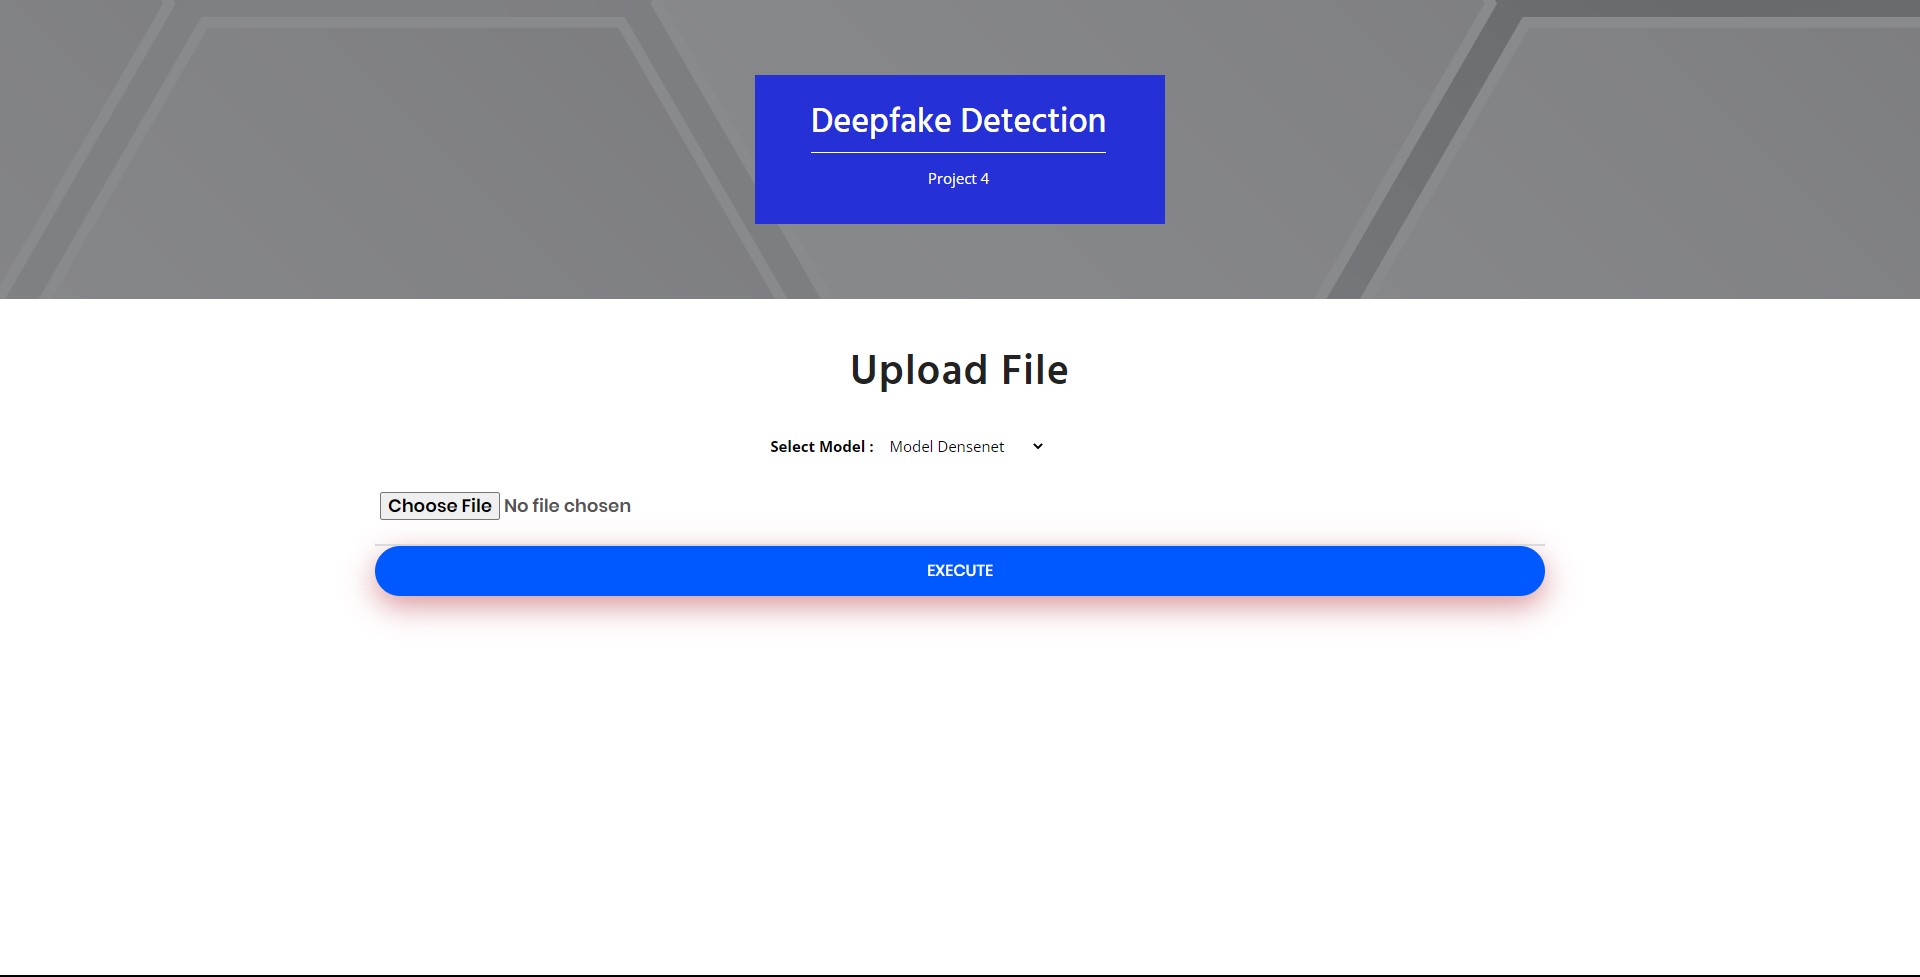 Deepfake Detection
Project 4
Upload File
Select Model : Model Densenet
Choose File No file chosen
EXECUTE